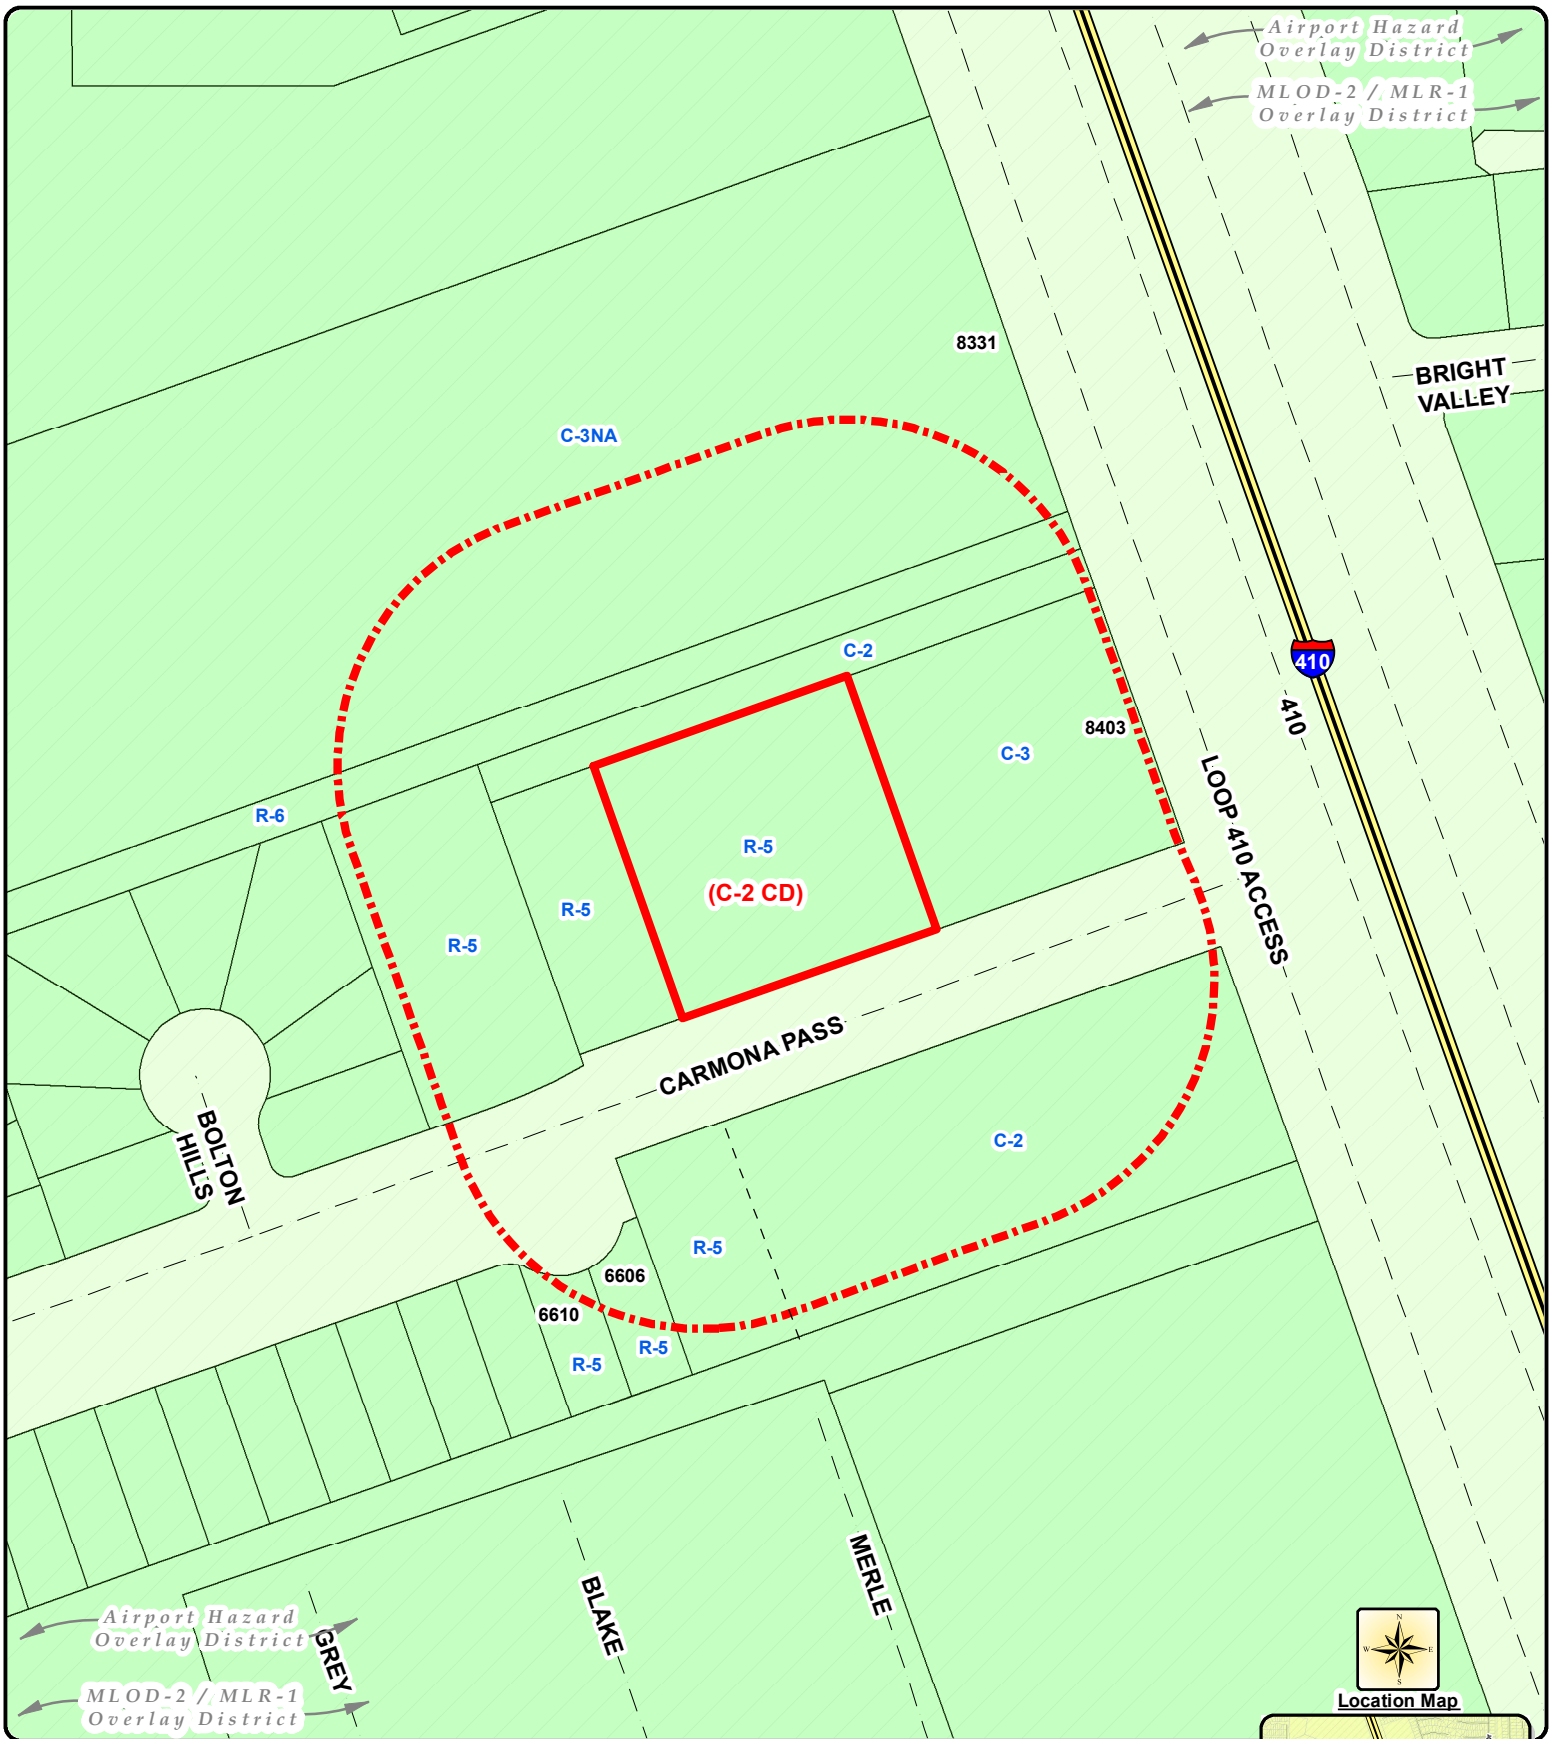 Airport Hazard
Overlay District
MLOD-2 / MLR-1
Overlay District
8331
BRIGHT
VALLEY
C-3NA
C-2
410
410
8403
C-3
LOOP 410 ACCESS
R-6
R-5
(C-2 CD)
R-5
R-5
CARMONA PASS
BOLTON
HILLS
C-2
R-5
6606
6610
R-5
R-5
MERLE
BLAKE
GREY
Airport Hazard
Overlay District
MLOD-2 / MLR-1
Overlay District
N
W
E
S
Location Map